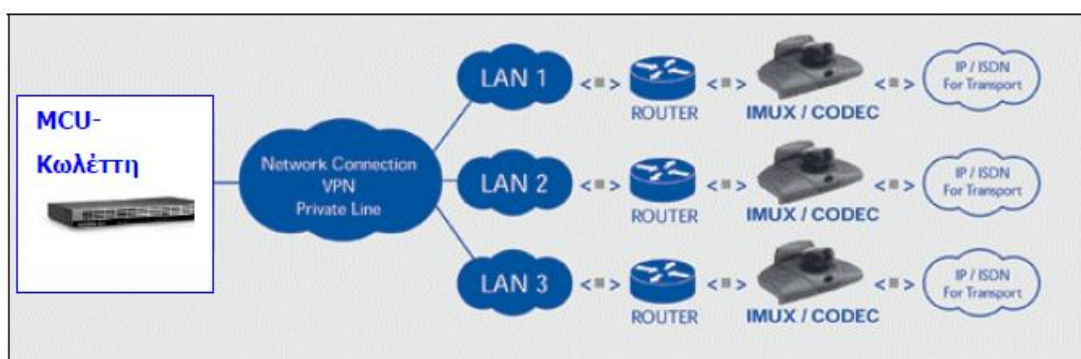 MCU-
Κωλέττη
Network Connection
VPN
Private Line
LAN 1
ROUTER
IMUX / CODEC
IP / ISDN
For Transport
LAN 2
ROUTER
IMUX / CODEC
IP / ISDN
For Transport
LAN 3
ROUTER
IMUX / CODEC
IP / ISDN
For Transport